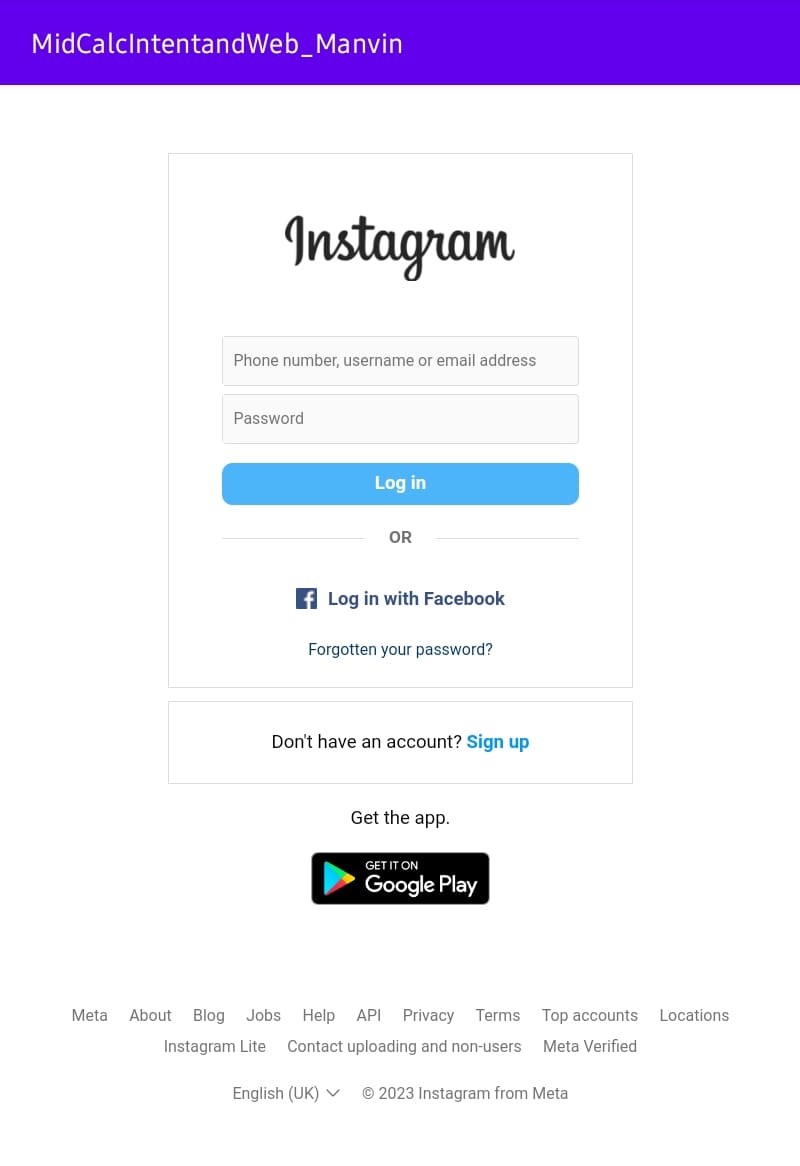 MidCalcIntentandWeb_Manvin
Instagram
Phone number, username or email address
Password
Log in
OR
Log in with Facebook
Forgotten your password?
Don't have an account? Sign up
Get the app.
GET IT ON
Google Play
Meta About Blog Jobs Help API Privacy Terms Top accounts Locations
Instagram Lite Contact uploading and non-users Meta Verified
English (UK) © 2023 Instagram from Meta